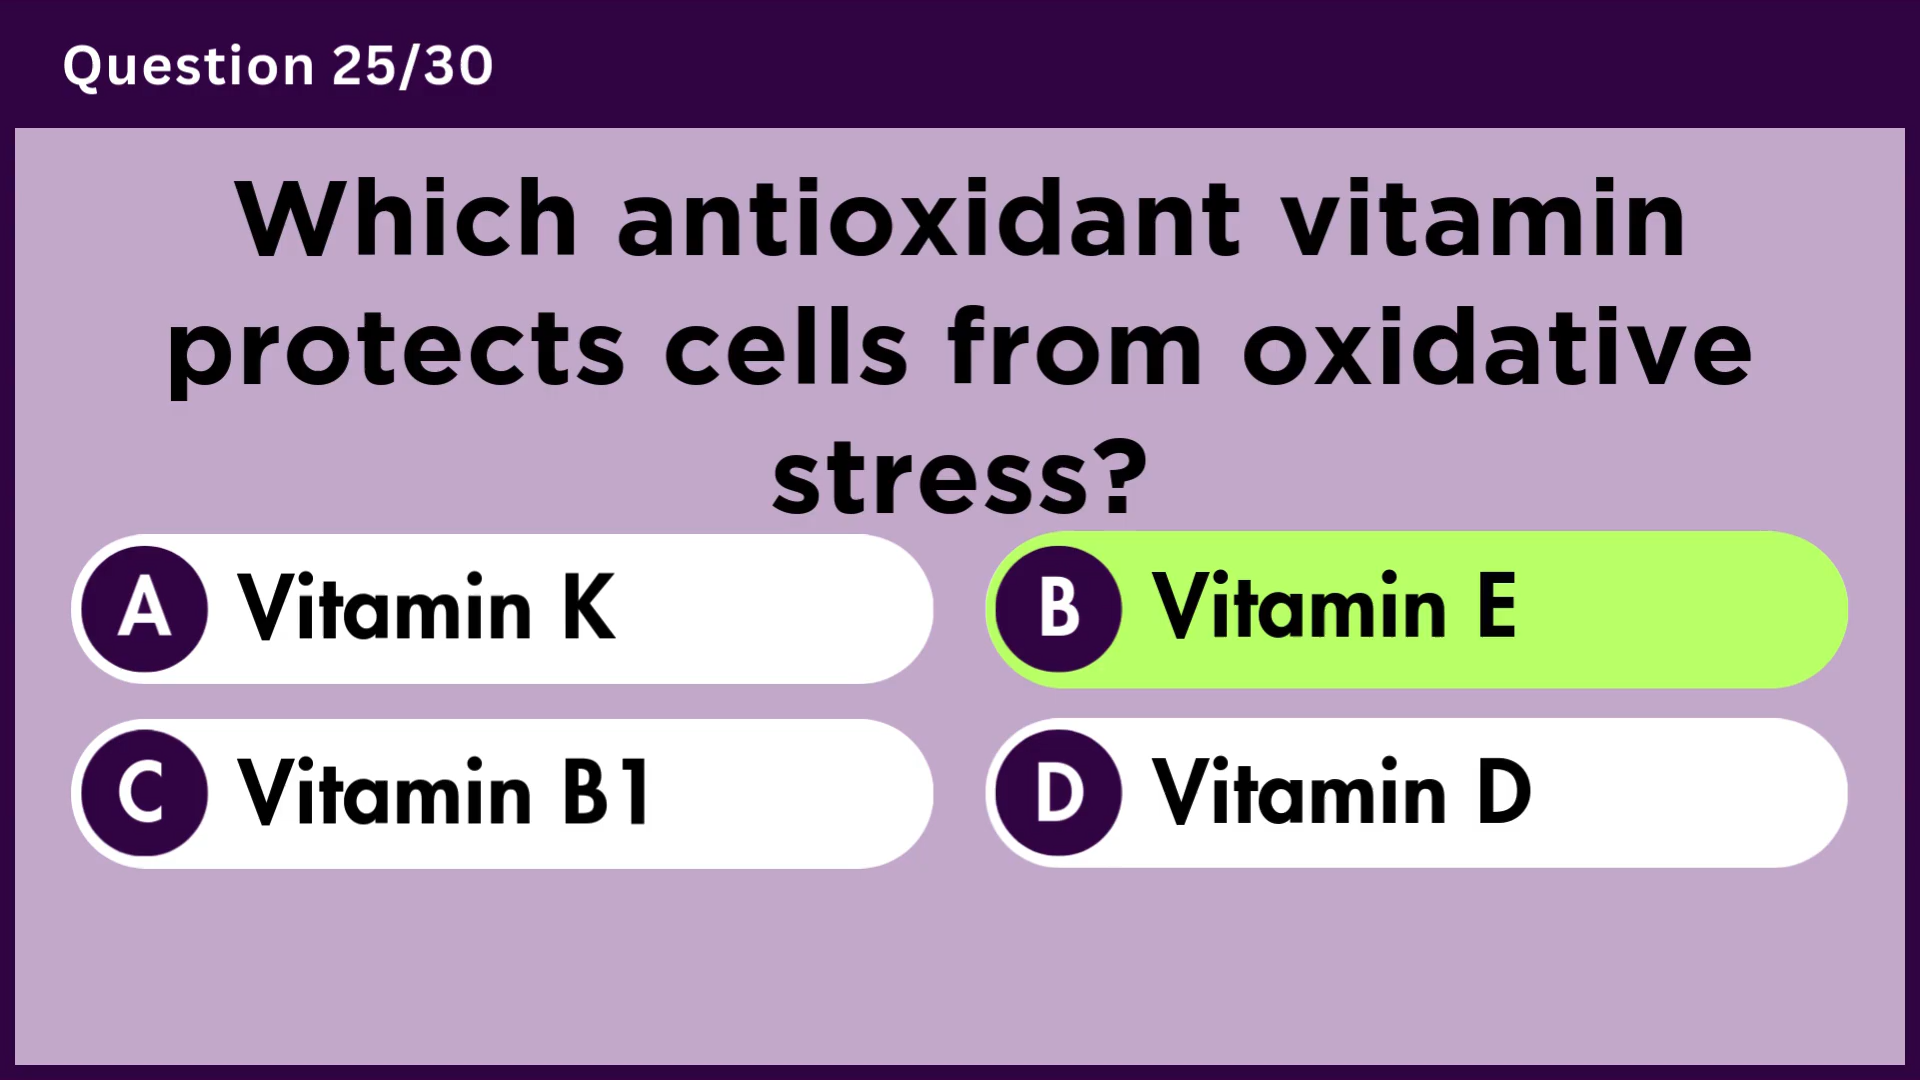 Question 25/30
Which antioxidant vitamin
protects cells from oxidative
stress?
A Vitamin K
B Vitamin E
C Vitamin B1
D Vitamin D